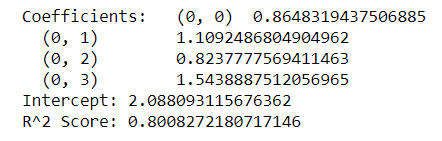 Coefficients:   (0, 0)  0.8648319437506885
  (0, 1)        1.1092486804904962
  (0, 2)        0.8237777569411463
  (0, 3)        1.5438887512056965
Intercept: 2.088093115676362
R^2 Score: 0.8008272180717146